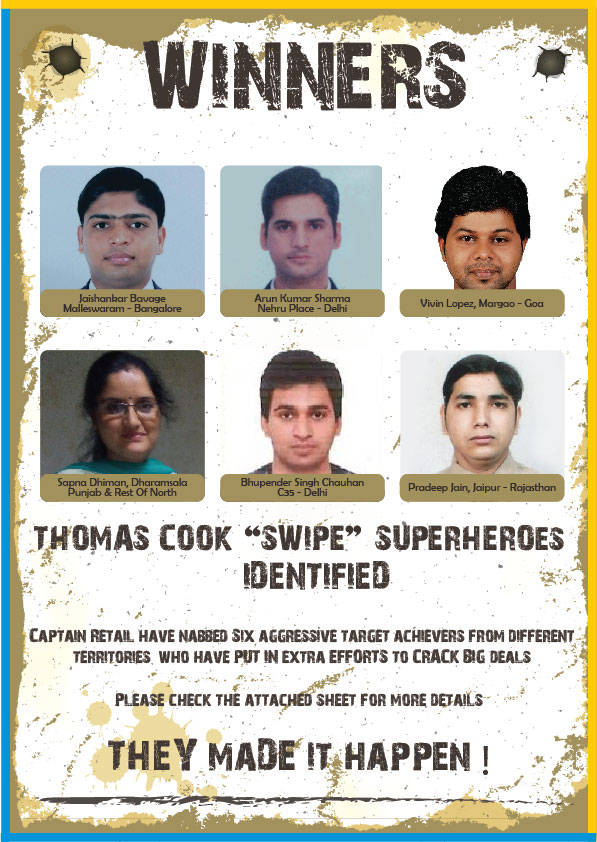 WINNERS
Jaishankar Bavage
Malleswaram - Bangalore
Arun Kumar Sharma
Nehru Place - Delhi
Vivin Lopez, Margao - Goa
Sapna Dhiman, Dharamsala
Punjab & Rest Of North
Bhupender Singh Chauhan
C35 - Delhi
Pradeep Jain, Jaipur - Rajasthan
THOMAS COOK “SWIPE” SUPERHEROES
IDENTIFIED
CAPTAIN RETAIL HAVE NABBED SIX AGGRESSIVE TARGET ACHIEVERS FROM DIFFERENT
TERRITORIES WHO HAVE PUT IN EXTRA EFFORTS TO CRACK BIG DEALS
PLEASE CHECK THE ATTACHED SHEET FOR MORE DETAILS
THEY MADE IT HAPPEN !